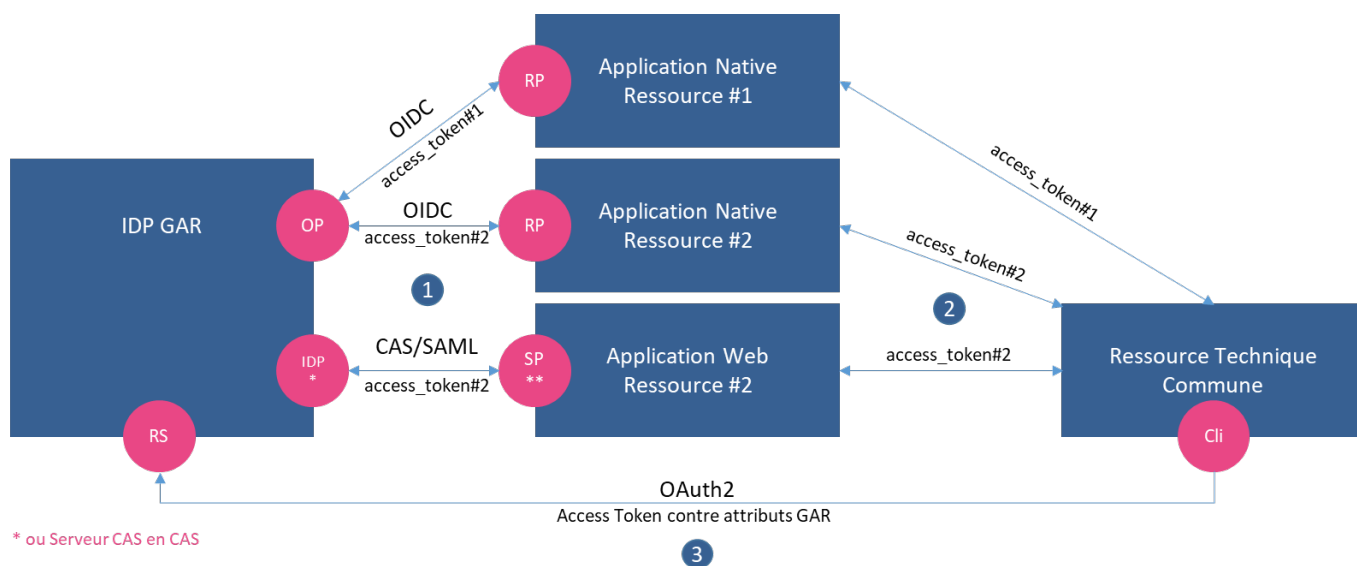 Application Native
Ressource #1
RP
OIDC
access_token#1
access_token#1
IDP GAR
OP
OIDC
access_token#2
RP
Application Native
Ressource #2
access_token#2
1
2
IDP
*
CAS/SAML
access_token#2
SP
**
Application Web
Ressource #2
access_token#2
Ressource Technique
Commune
RS
Cli
OAuth2
Access Token contre attributs GAR
* ou Serveur CAS en CAS
3